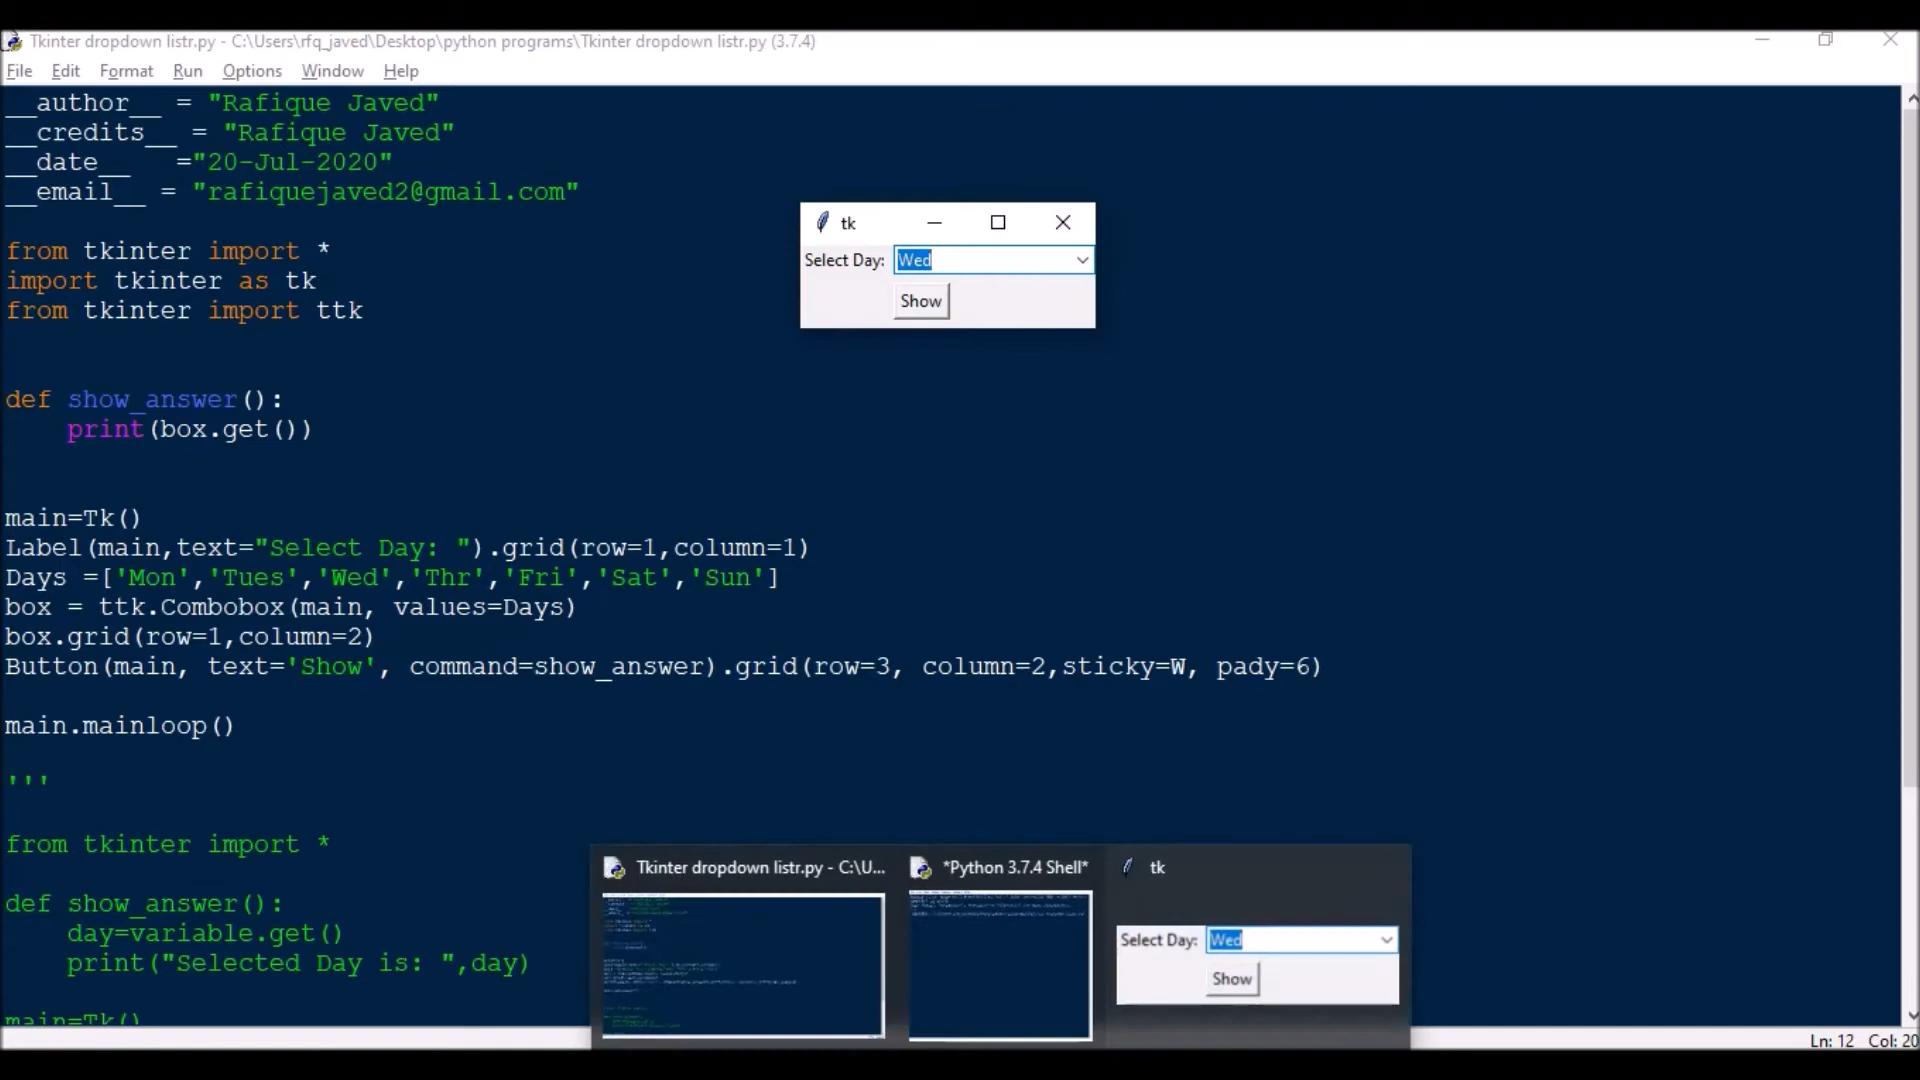 Tkinter dropdown listr.py - C:\Users\rfq_javed\Desktop\python programs\Tkinter dropdown listr.py (3.7.4)
File Edit Format Run Options Window Help
__author__ = "Rafique Javed"
__credits__ = "Rafique Javed"
__date__ ="20-Jul-2020"
__email__ = "rafiquejaved2@gmail.com"
tk
Select Day: Wed
Show
from tkinter import *
import tkinter as tk
from tkinter import ttk
def show_answer():
print(box.get())
main=Tk()
Label(main,text="Select Day: ").grid(row=1,column=1)
Days =['Mon','Tues','Wed','Thr','Fri','Sat','Sun']
box = ttk.Combobox(main, values=Days)
box.grid(row=1,column=2)
Button(main, text='Show', command=show_answer).grid(row=3, column=2,sticky=W, pady=6)
main.mainloop()
'''
from tkinter import *
def show_answer():
day=variable.get()
print("Selected Day is: ",day)
main=Tk()
Tkinter dropdown listr.py - C:\U...
*Python 3.7.4 Shell*
tk
Select Day: Wed
Show
Ln: 12 Col: 20